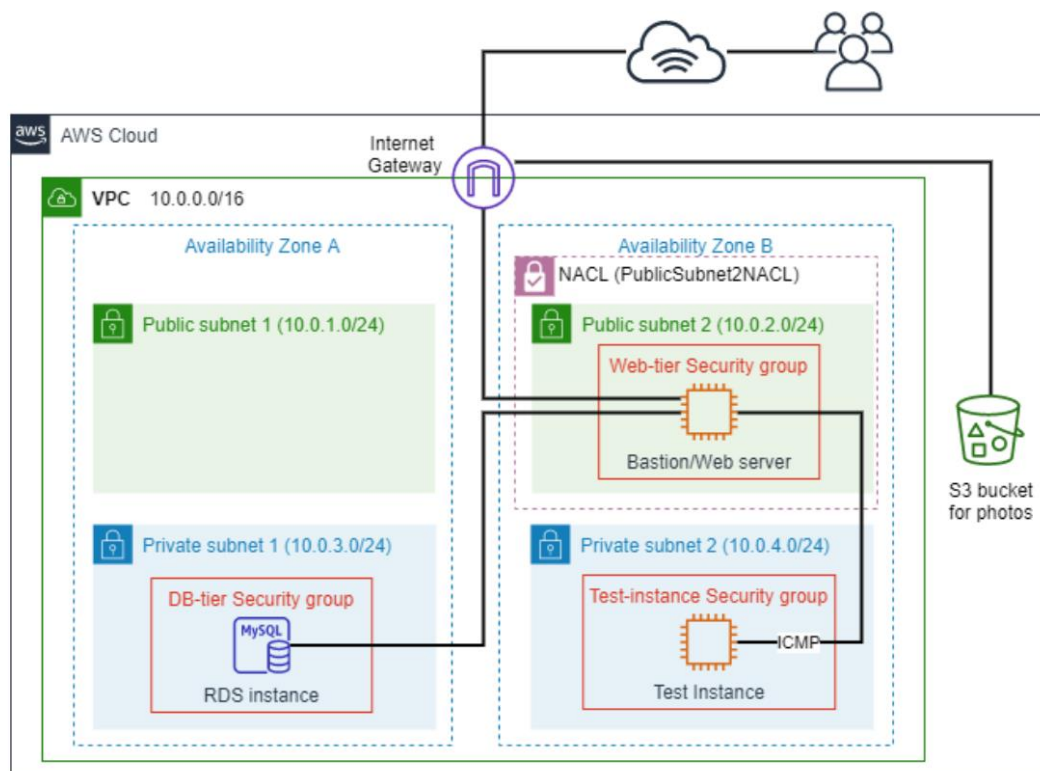 aws
AWS Cloud
Internet
Gateway
VPC 10.0.0.0/16
Availability Zone A
Availability Zone B
NACL (PublicSubnet2NACL)
Public subnet 1 (10.0.1.0/24)
Public subnet 2 (10.0.2.0/24)
Web-tier Security group
Bastion/Web server
S3 bucket
for photos
Private subnet 1 (10.0.3.0/24)
Private subnet 2 (10.0.4.0/24)
DB-tier Security group
MySQL
RDS instance
Test-instance Security group
ICMP
Test Instance